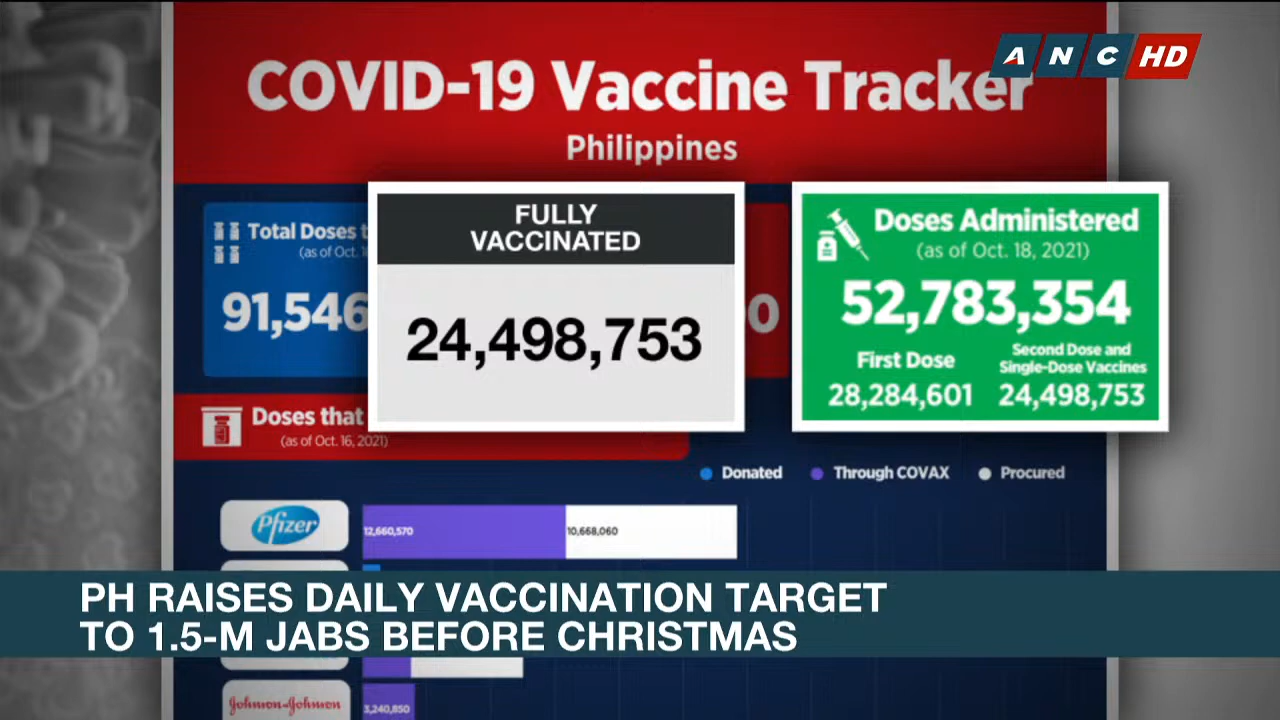 ANC HD
COVID-19 Vaccine Tracker
Philippines
Total Doses
(as of Oct.
91,546
FULLY
VACCINATED
24,498,753
0
Doses Administered
(as of Oct. 18, 2021)
52,783,354
First Dose
28,284,601
Second Dose and
Single-Dose Vaccines
24,498,753
Doses that
(as of Oct. 16, 2021)
Donated
Through COVAX
Procured
Pfizer
12,660,570
10,668,060
PH RAISES DAILY VACCINATION TARGET
TO 1.5-M JABS BEFORE CHRISTMAS
Johnson-Johnson
3,240,850